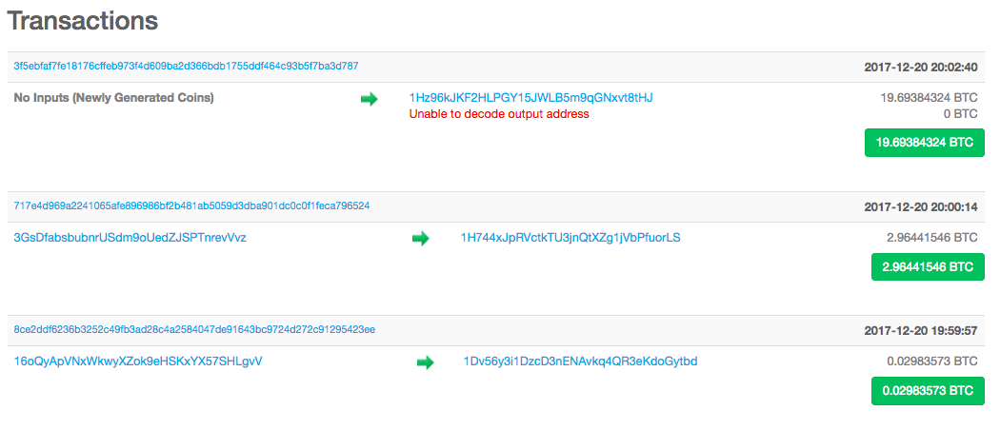 Transactions
3f5ebfaf7fe18176cffeb973f4d609ba2d366bdb1755ddf464c93b5f7ba3d787 2017-12-20 20:02:40
No Inputs (Newly Generated Coins) 1Hz96kJKF2HLPGY15JWLB5m9qGNxvt8tHJ 19.69384324 BTC
Unable to decode output address 0 BTC
19.69384324 BTC
717e4d969a2241065afe896986bf2b481ab5059d3dba901dc0c0f1feca796524 2017-12-20 20:00:14
3GsDfabsbubnrUSdm9oUedZJSPTnrevVvz 1H744xJpRVctkTU3jnQtXZg1jVbPfuorLS 2.96441546 BTC
2.96441546 BTC
8ce2ddf6236b3252c49fb3ad28c4a2584047de91643bc9724d272c91295423ee 2017-12-20 19:59:57
16oQyApVNxWkwyXZok9eHSKxYX57SHLgvV 1Dv56y3i1DzcD3nENAvkq4QR3eKdoGytbd 0.02983573 BTC
0.02983573 BTC